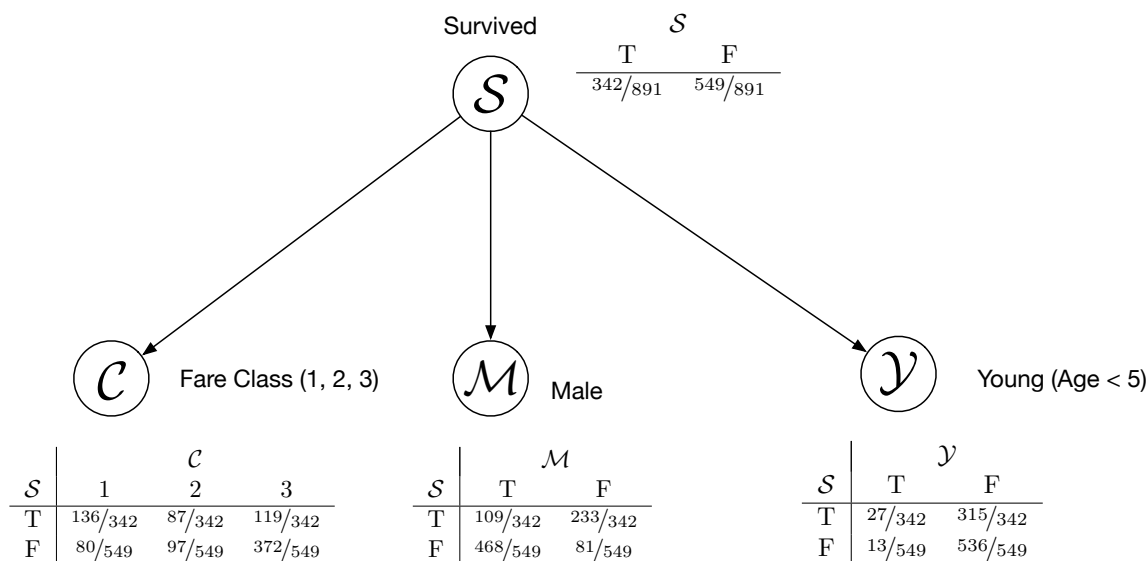 Survived
𝒮
𝒮
T F
342/891 549/891
𝒞
Fare Class (1, 2, 3)
ℳ
Male
𝒴
Young (Age < 5)
𝒞
𝒮 1 2 3
T 136/342 87/342 119/342
F 80/549 97/549 372/549
ℳ
𝒮 T F
T 109/342 233/342
F 468/549 81/549
𝒴
𝒮 T F
T 27/342 315/342
F 13/549 536/549